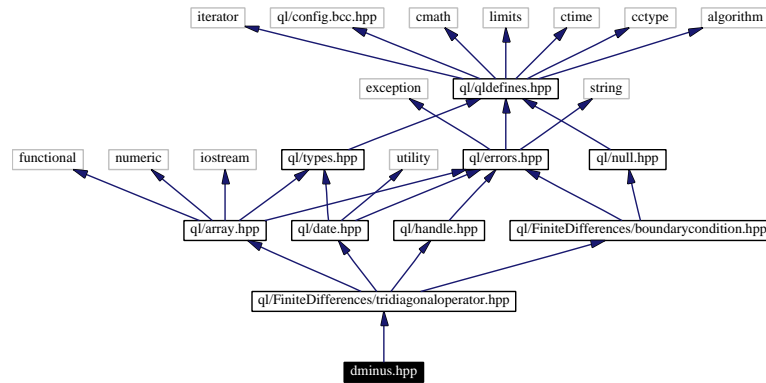 iterator
ql/config.bcc.hpp
cmath
limits
ctime
cctype
algorithm
exception
ql/qldefines.hpp
string
functional
numeric
iostream
ql/types.hpp
utility
ql/errors.hpp
ql/null.hpp
ql/array.hpp
ql/date.hpp
ql/handle.hpp
ql/FiniteDifferences/boundarycondition.hpp
ql/FiniteDifferences/tridiagonaloperator.hpp
dminus.hpp